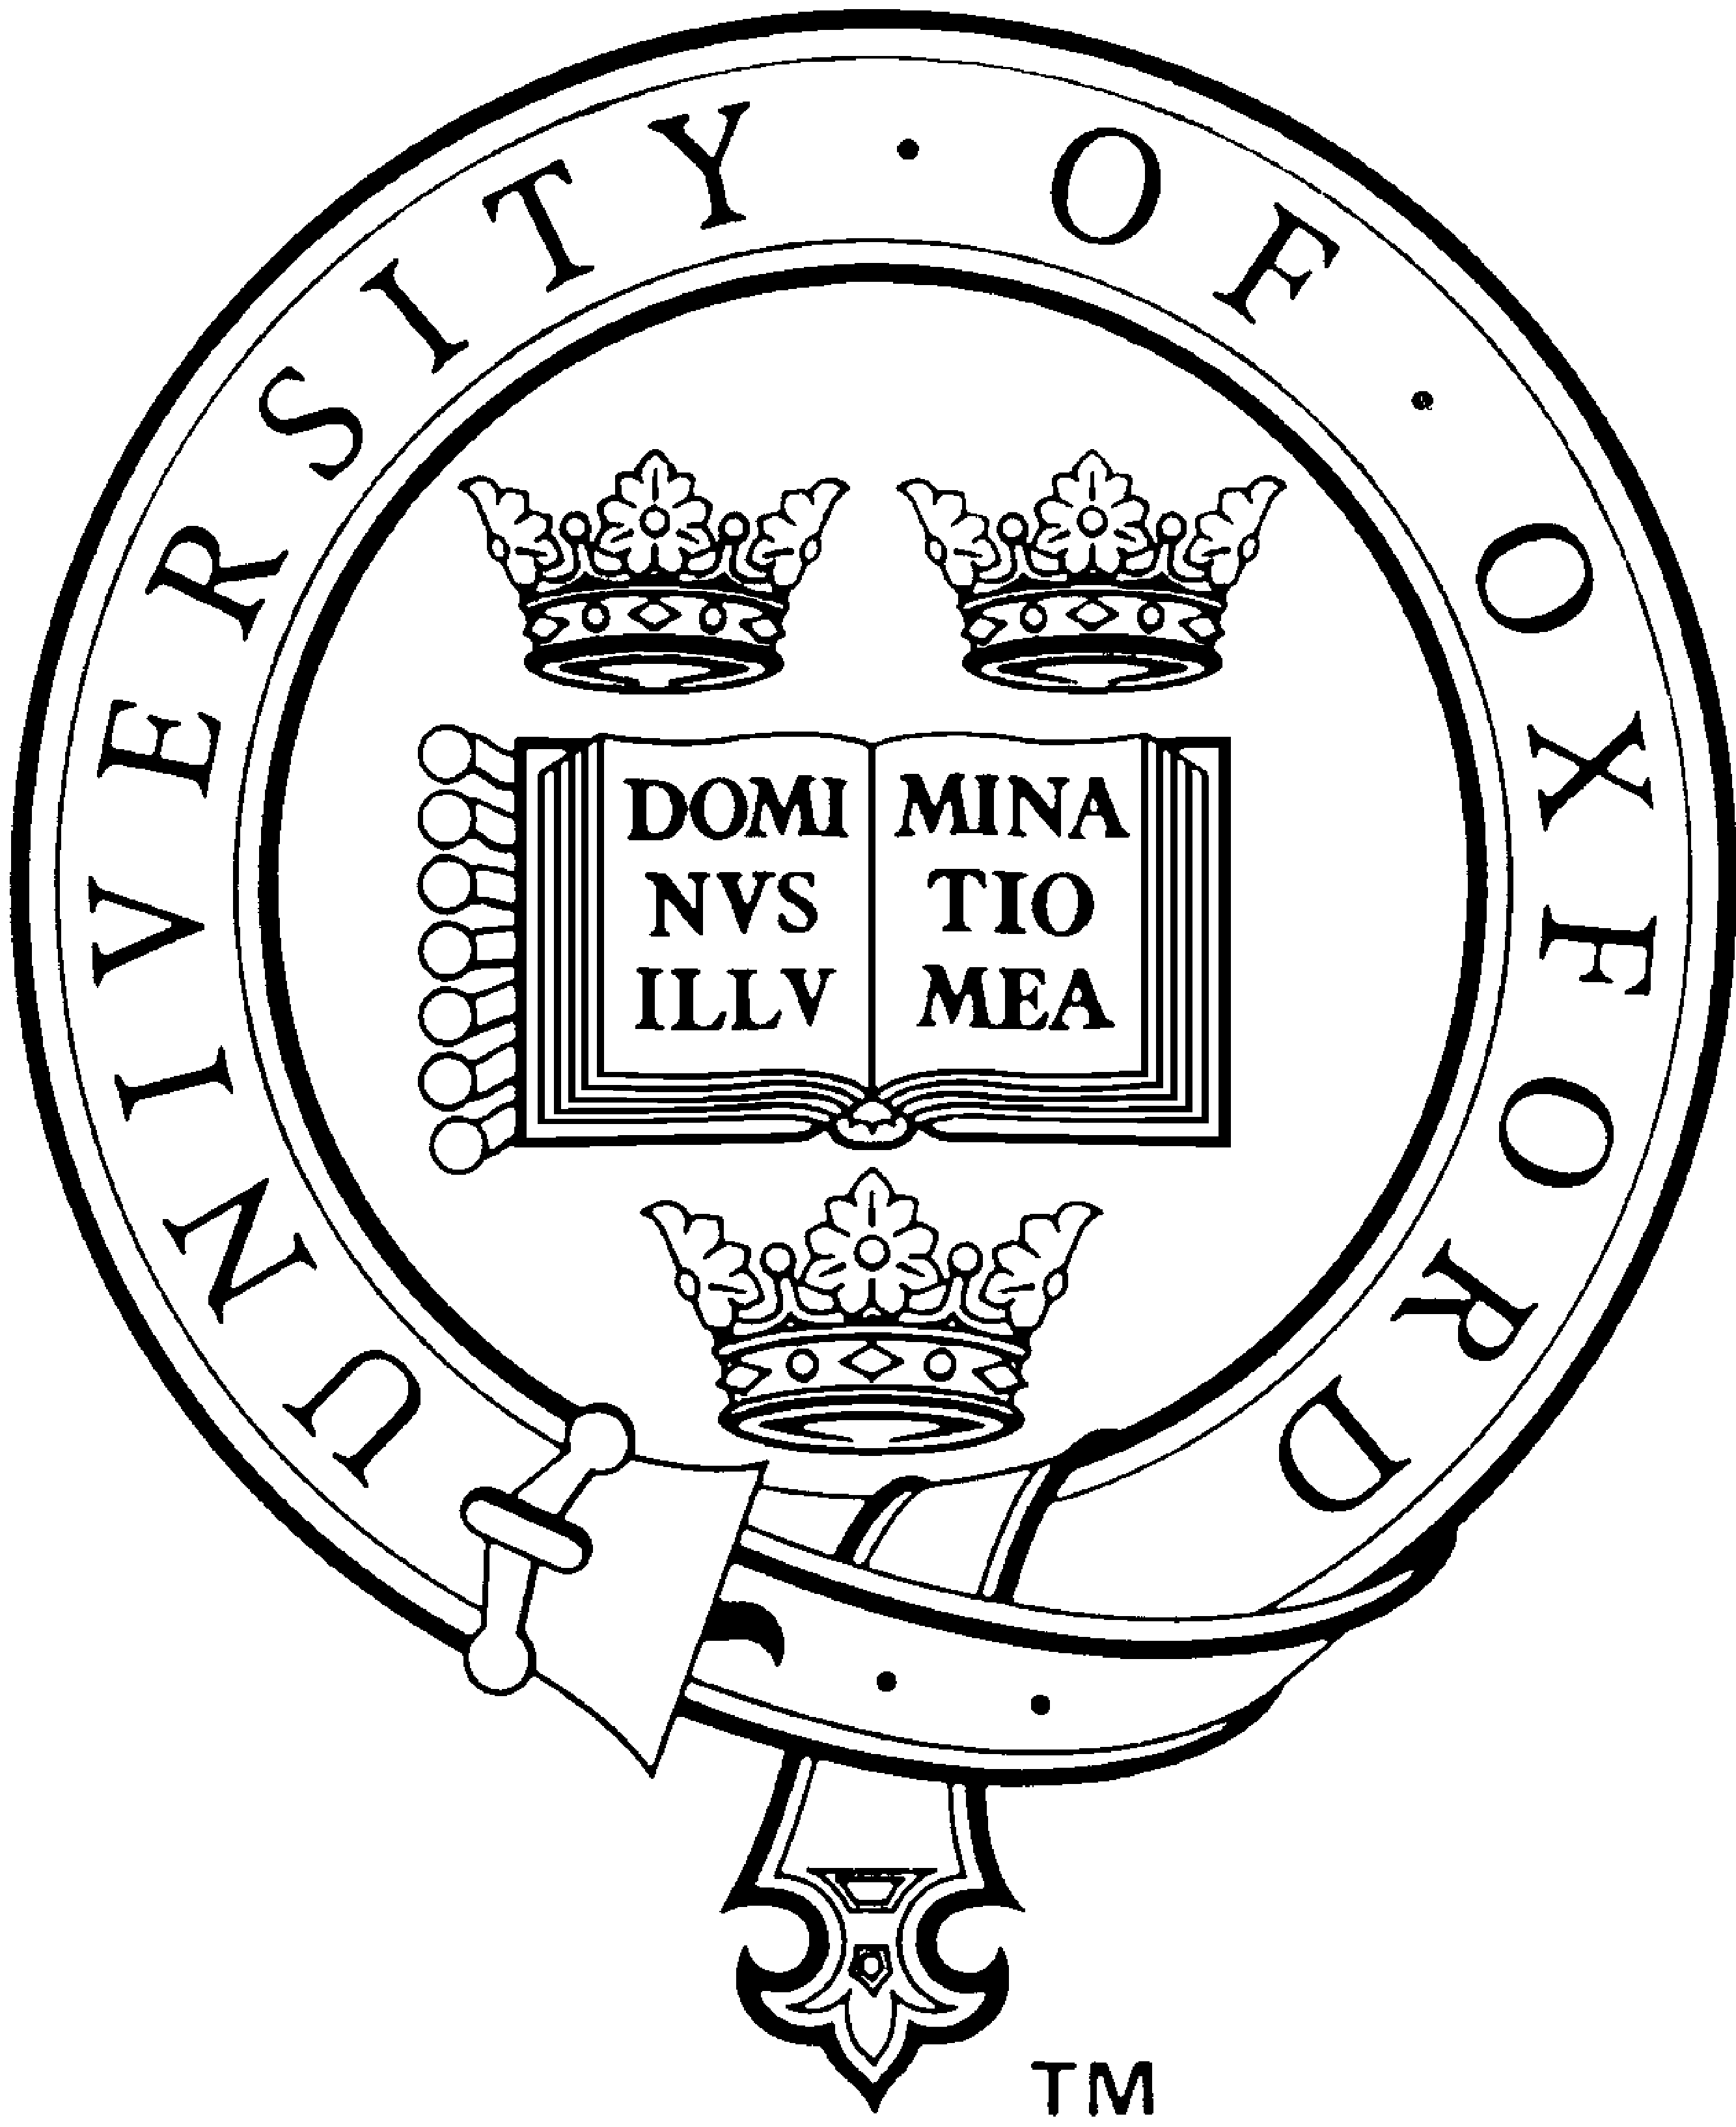 UNIVERSITY · OF · OXFORD
DOMI
NVS
ILLV
MINA
TIO
MEA
TM